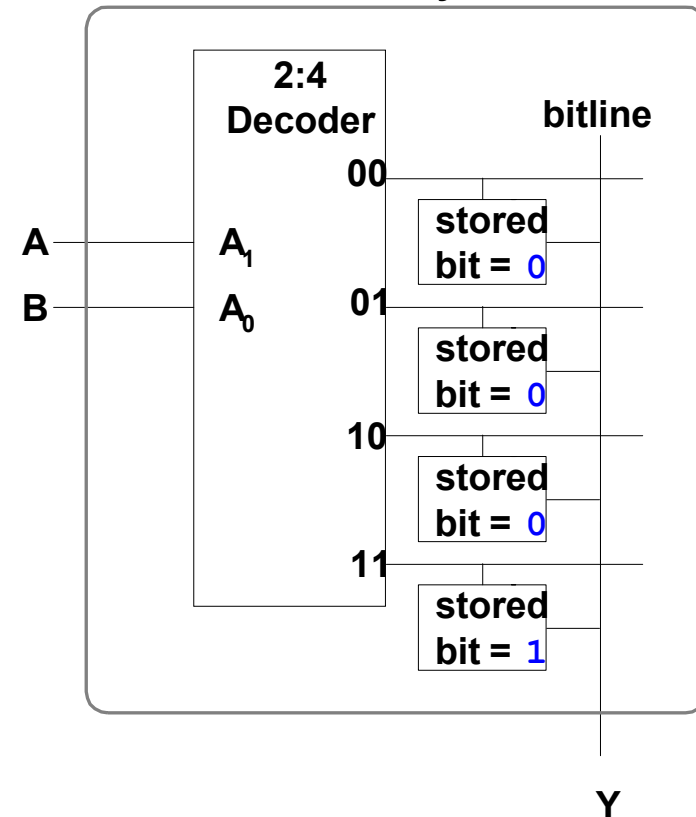 2:4
Decoder
bitline
00
stored
bit = 0
A
A1
B
A0
01
stored
bit = 0
10
stored
bit = 0
11
stored
bit = 1
Y